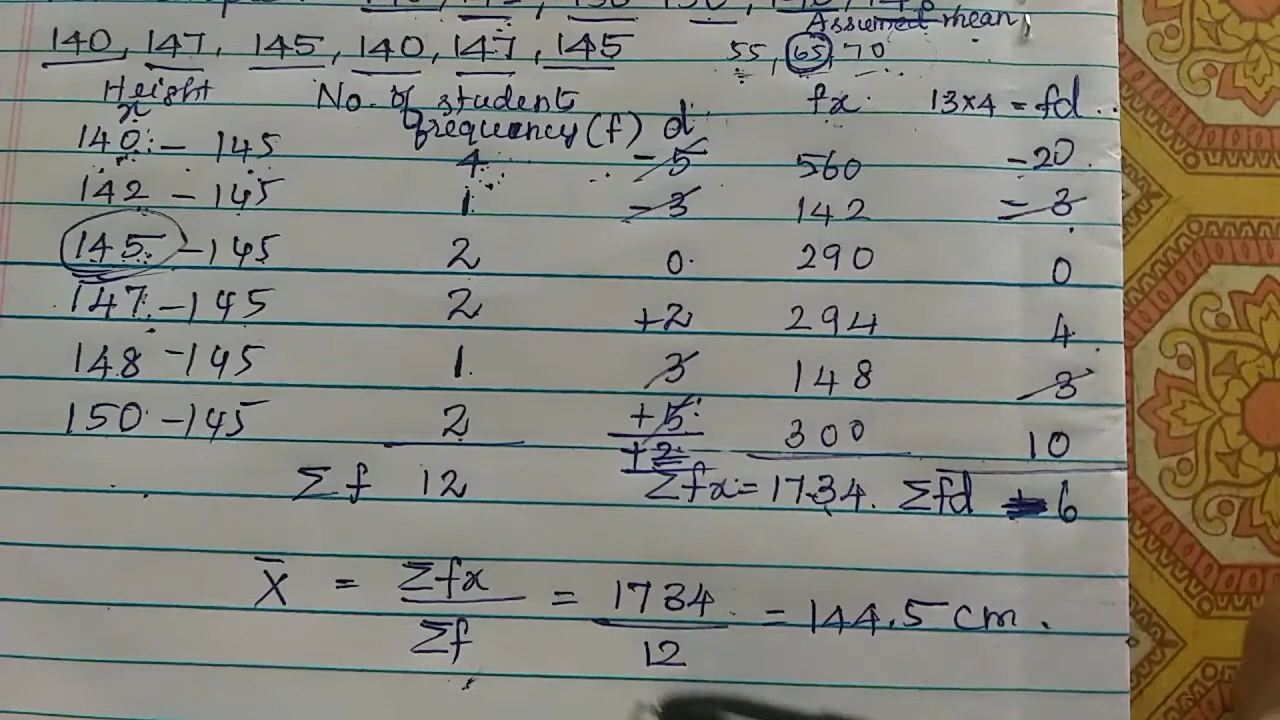 Assumed mean,
140, 147, 145, 140, 147, 145 55, 65, 70
Height No. of student fx 13x4 = fd
x frequency (f) d
140 - 145 4 -5 560 -20
142 - 145 1 -3 142 -3
145 - 145 2 0 290 0
147 - 145 2 +2 294 4
148 - 145 1 3 148 3
150 - 145 2 +5 300 10
+2
Σf 12 Σfx = 1734. Σfd 6
X̄ = Σfx / Σf = 1734 / 12 = 144.5 cm.